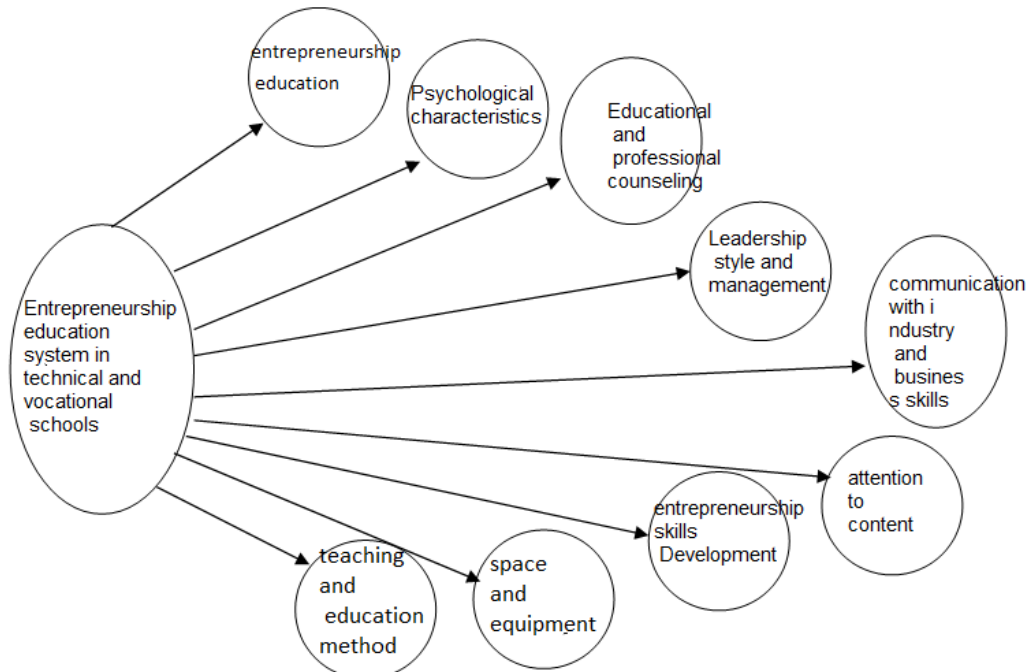 entrepreneurship
education
Psychological
characteristics
Educational
and
professional
counseling
Leadership
style and
management
communication
with i
ndustry
and
busines
s skills
Entrepreneurship
education
system in
technical and
vocational
schools
attention
to
content
entrepreneurship
skills
Development
space
and
equipment
teaching
and
education
method